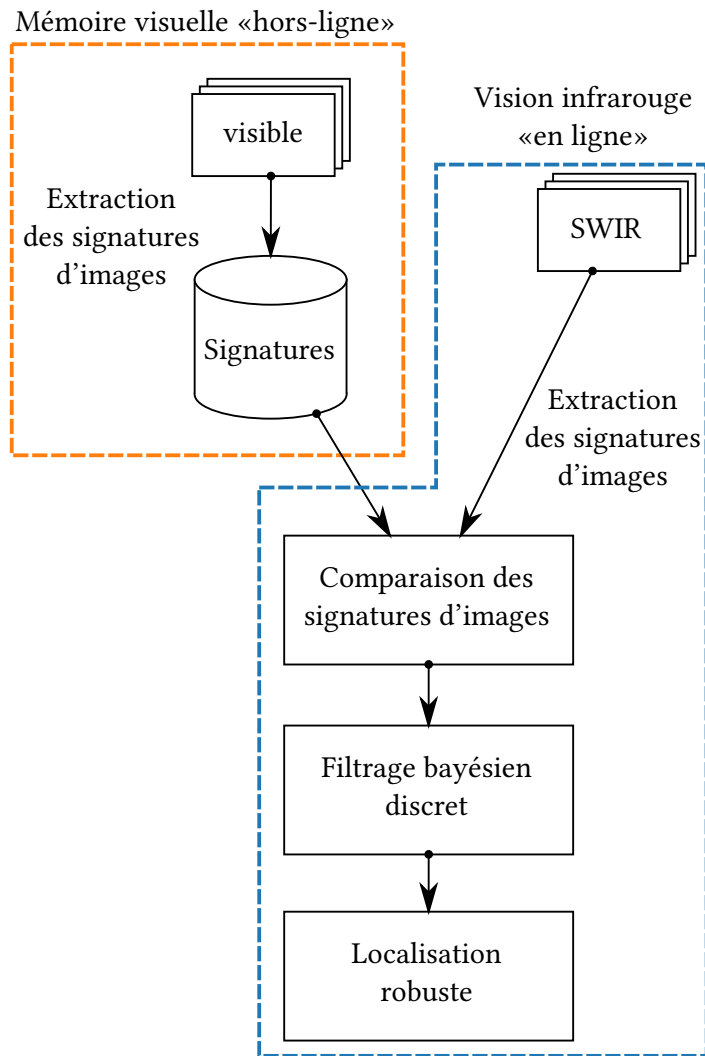 Mémoire visuelle «hors-ligne»
visible
Extraction
des signatures
d'images
Signatures
Vision infrarouge
«en ligne»
SWIR
Extraction
des signatures
d'images
Comparaison des
signatures d'images
Filtrage bayésien
discret
Localisation
robuste